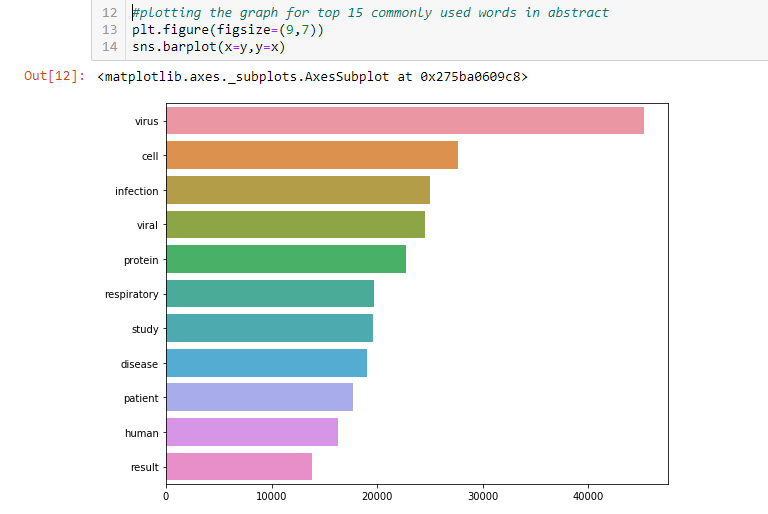 12 #plotting the graph for top 15 commonly used words in abstract
13 plt.figure(figsize=(9,7))
14 sns.barplot(x=y,y=x)
Out[12]: <matplotlib.axes._subplots.AxesSubplot at 0x275ba0609c8>
virus
cell
infection
viral
protein
respiratory
study
disease
patient
human
result
0 10000 20000 30000 40000